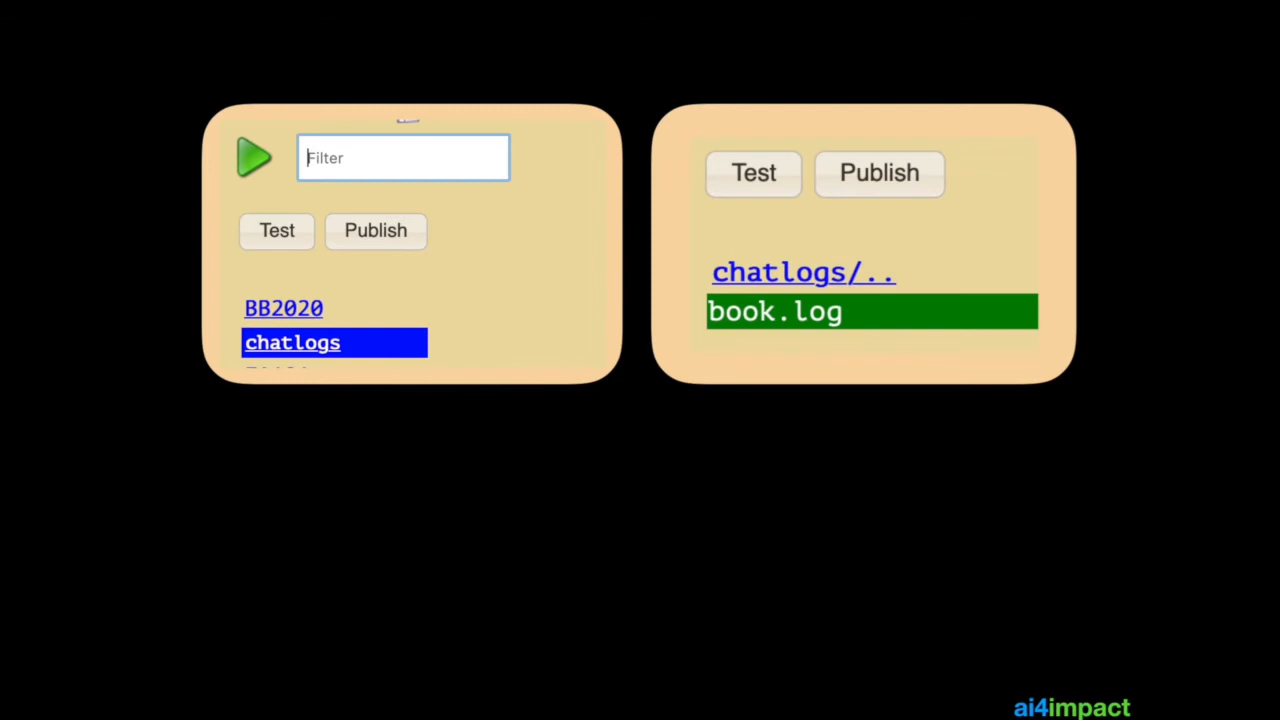 Filter
Test Publish
BB2020
chatlogs
Test Publish
chatlogs/..
book.log
ai4impact